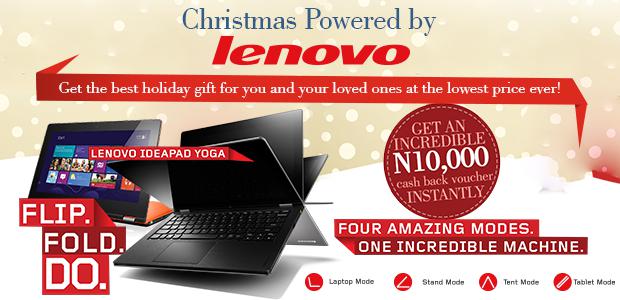 Christmas Powered by
lenovo
Get the best holiday gift for you and your loved ones at the lowest price ever!
LENOVO IDEAPAD YOGA
GET AN
INCREDIBLE
N10,000
cash back voucher
INSTANTLY
FLIP.
FOLD.
DO.
FOUR AMAZING MODES.
ONE INCREDIBLE MACHINE.
Laptop Mode
Stand Mode
Tent Mode
Tablet Mode